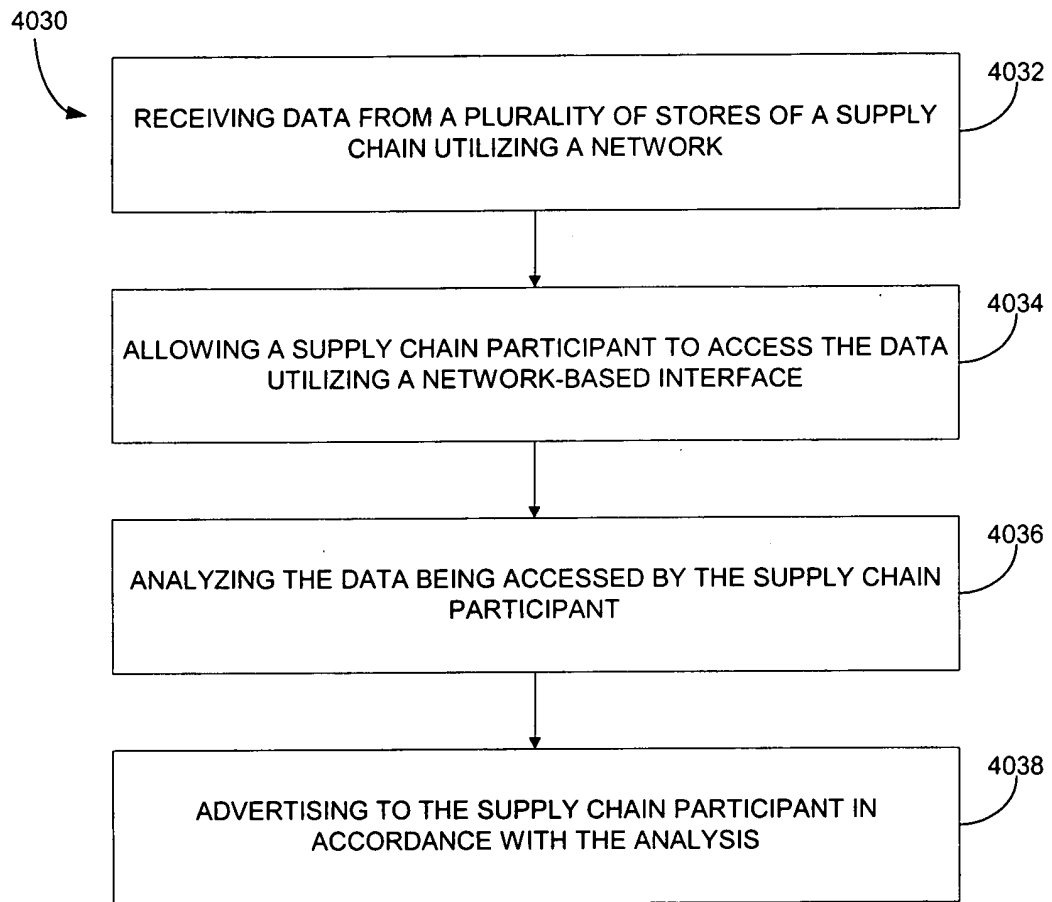 4030
4032
RECEIVING DATA FROM A PLURALITY OF STORES OF A SUPPLY
CHAIN UTILIZING A NETWORK
4034
ALLOWING A SUPPLY CHAIN PARTICIPANT TO ACCESS THE DATA
UTILIZING A NETWORK-BASED INTERFACE
4036
ANALYZING THE DATA BEING ACCESSED BY THE SUPPLY CHAIN
PARTICIPANT
4038
ADVERTISING TO THE SUPPLY CHAIN PARTICIPANT IN
ACCORDANCE WITH THE ANALYSIS